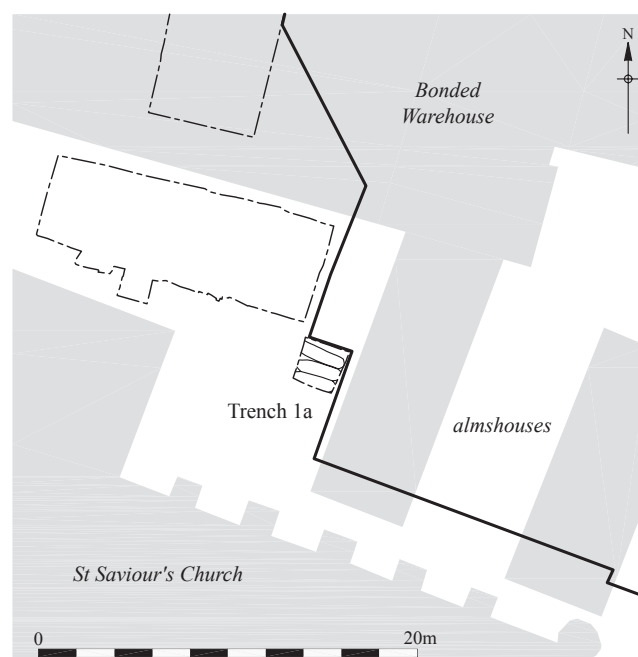 N
Bonded
Warehouse
Trench 1a
almshouses
St Saviour's Church
0 20m